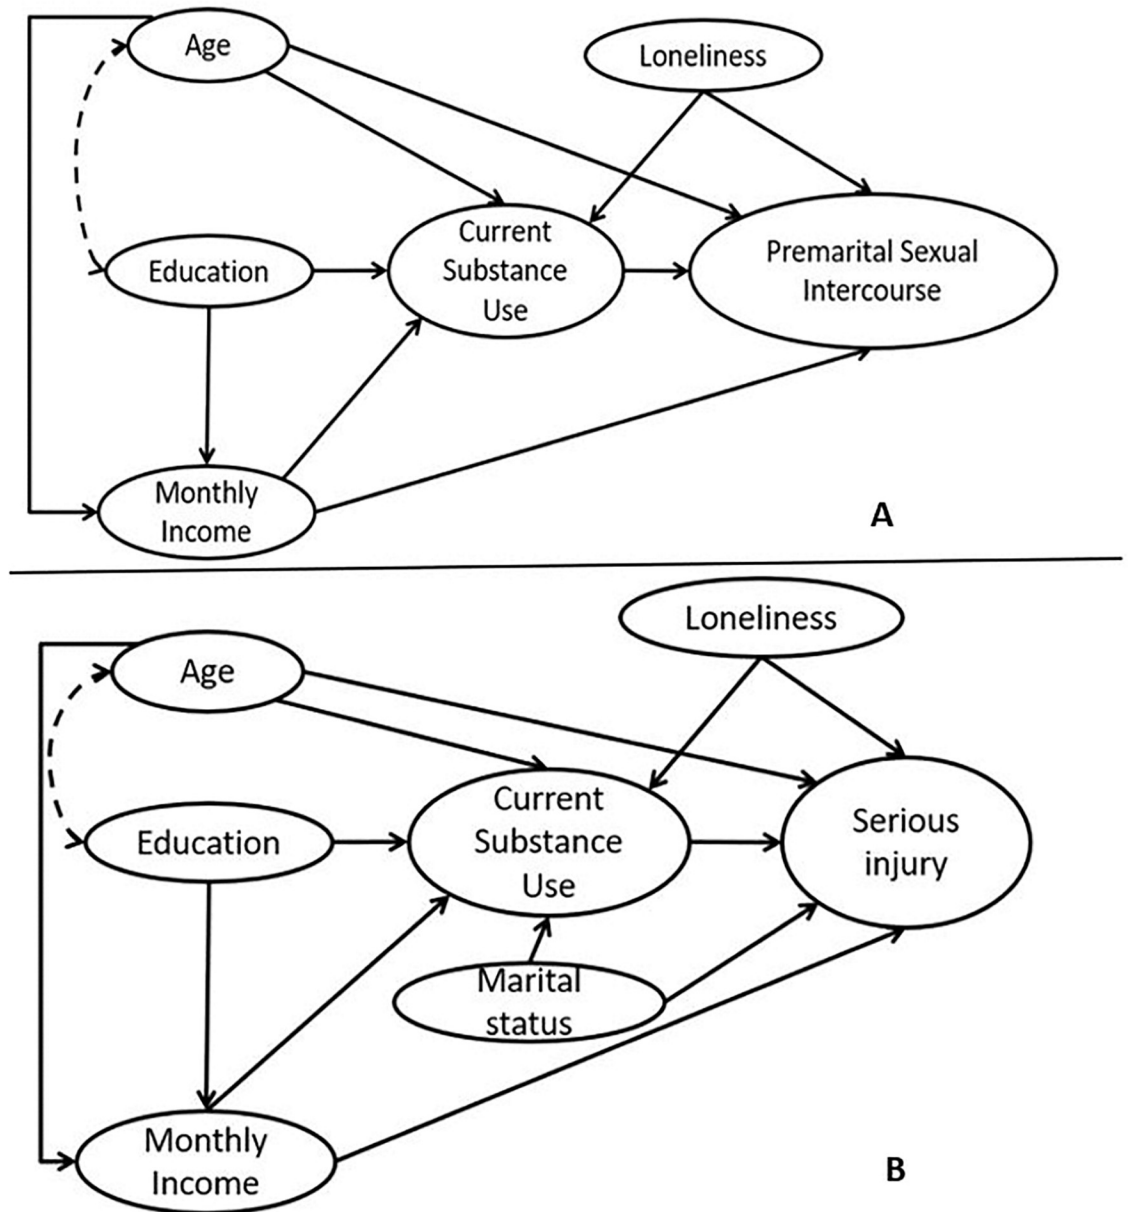 Age
Loneliness
Current
Substance
Use
Premarital Sexual
Intercourse
Education
Monthly
Income
A
Loneliness
Age
Current
Substance
Use
Serious
injury
Education
Marital
status
Monthly
Income
B